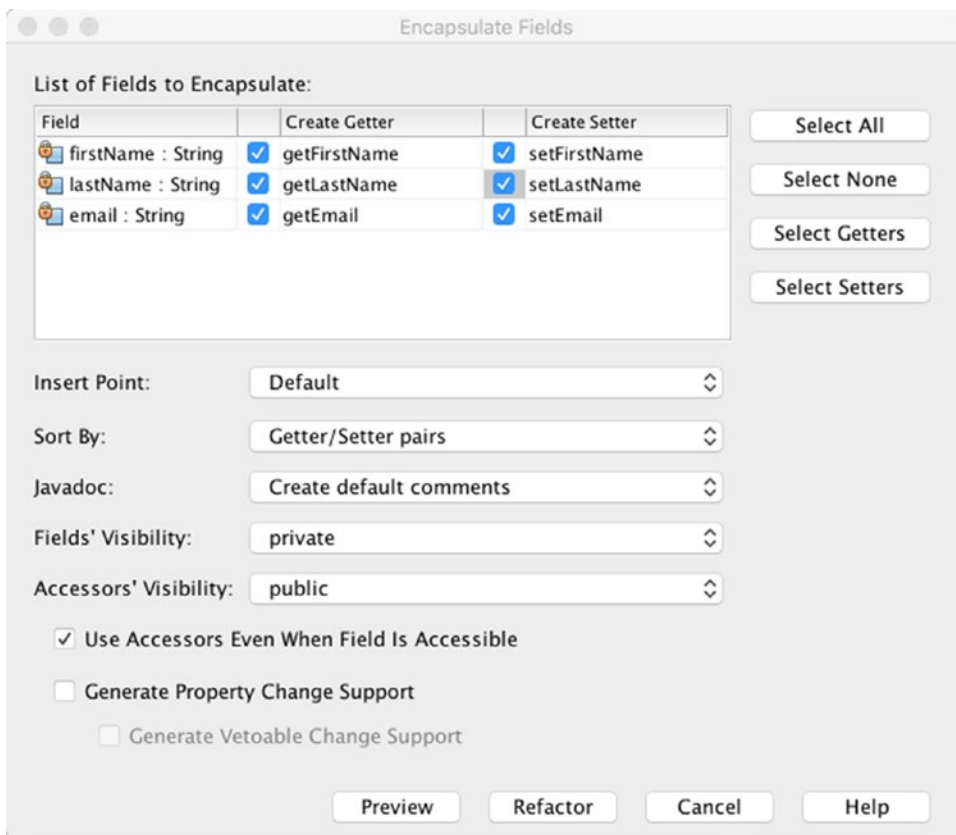 Encapsulate Fields
List of Fields to Encapsulate:
Field Create Getter Create Setter
firstName : String getFirstName setFirstName
lastName : String getLastName setLastName
email : String getEmail setEmail
Select All
Select None
Select Getters
Select Setters
Insert Point: Default
Sort By: Getter/Setter pairs
Javadoc: Create default comments
Fields' Visibility: private
Accessors' Visibility: public
Use Accessors Even When Field Is Accessible
Generate Property Change Support
Generate Vetoable Change Support
Preview Refactor Cancel Help